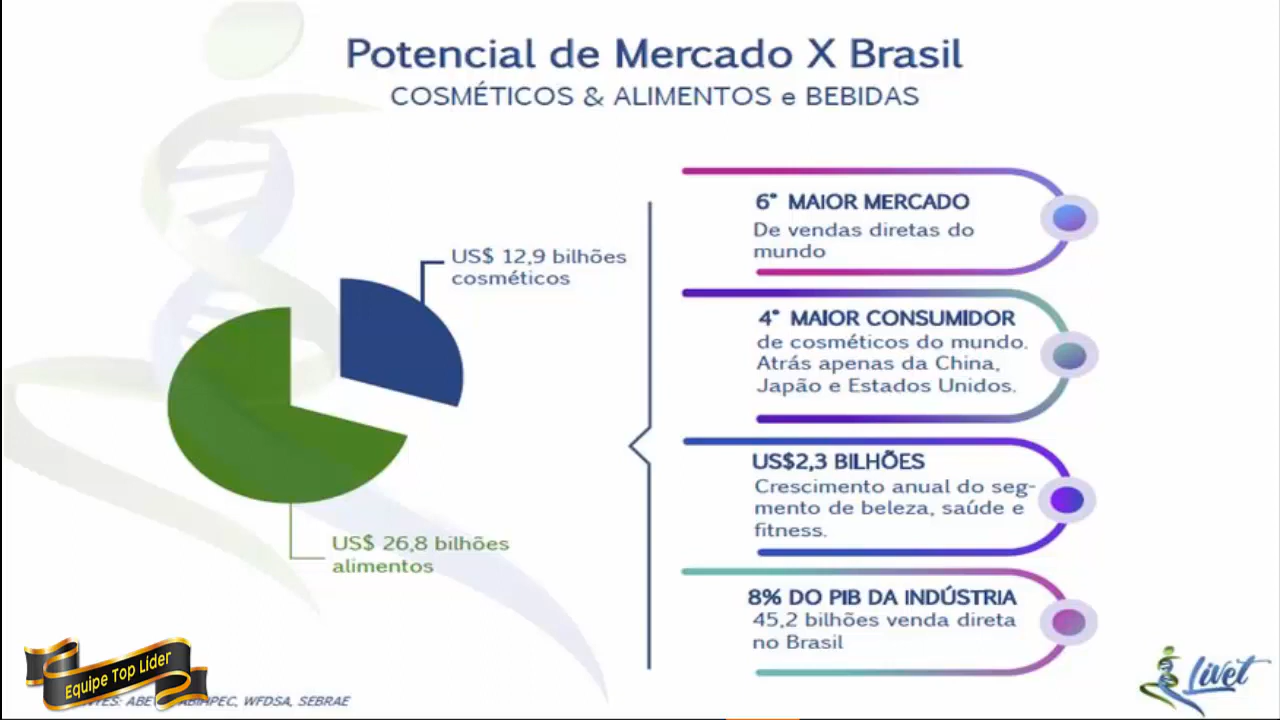 Potencial de Mercado X Brasil
COSMÉTICOS & ALIMENTOS e BEBIDAS
US$ 12,9 bilhões
cosméticos
US$ 26,8 bilhões
alimentos
6° MAIOR MERCADO
De vendas diretas do
mundo
4° MAIOR CONSUMIDOR
de cosméticos do mundo.
Atrás apenas da China,
Japão e Estados Unidos.
US$2,3 BILHÕES
Crescimento anual do seg-
mento de beleza, saúde e
fitness.
8% DO PIB DA INDÚSTRIA
45,2 bilhões venda direta
no Brasil
Equipe Top Líder
WFDSA, SEBRAE
Livet